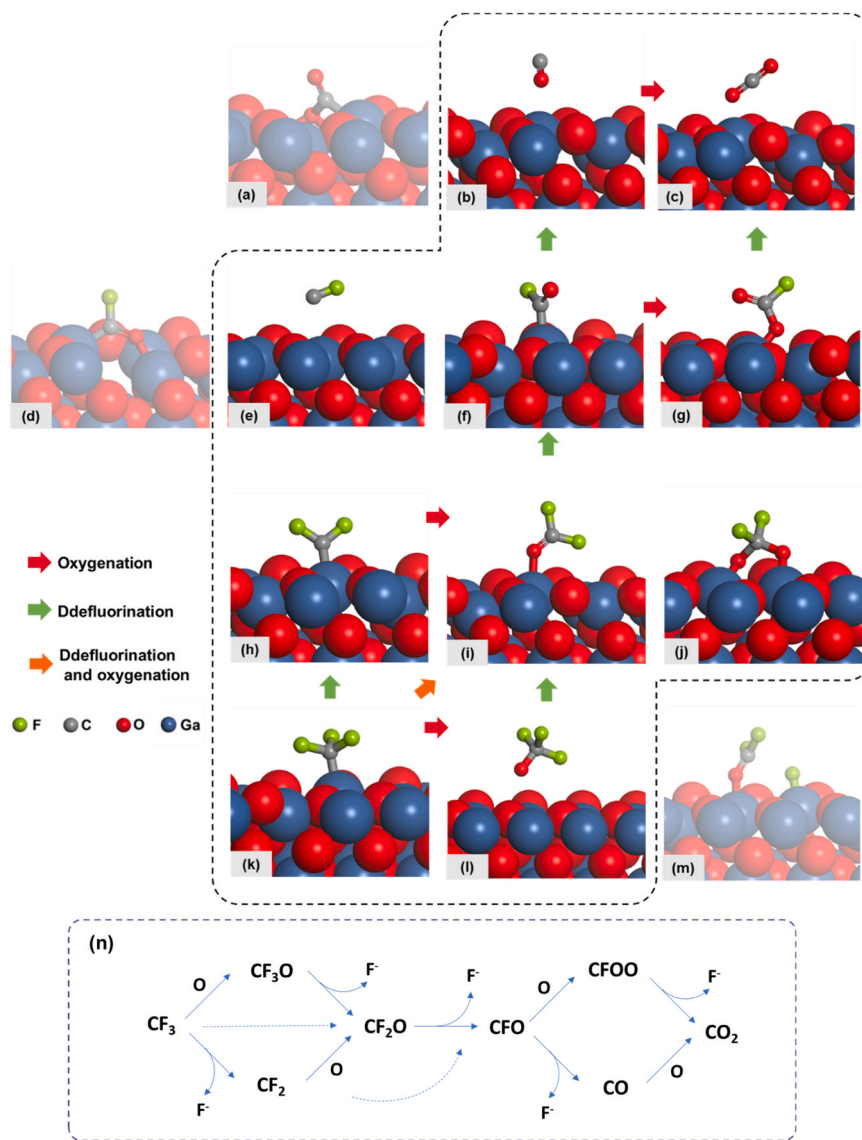 (a)
(b)
(c)
(d)
(e)
(f)
(g)
Oxygenation
Ddefluorination
Ddefluorination
and oxygenation
F C O Ga
(h)
(i)
(j)
(k)
(l)
(m)
(n)
CF₃O F⁻ F⁻ CFOO F⁻
O O
CF₃ CF₂O CFO CO₂
O O
F⁻ CF₂ F⁻ CO